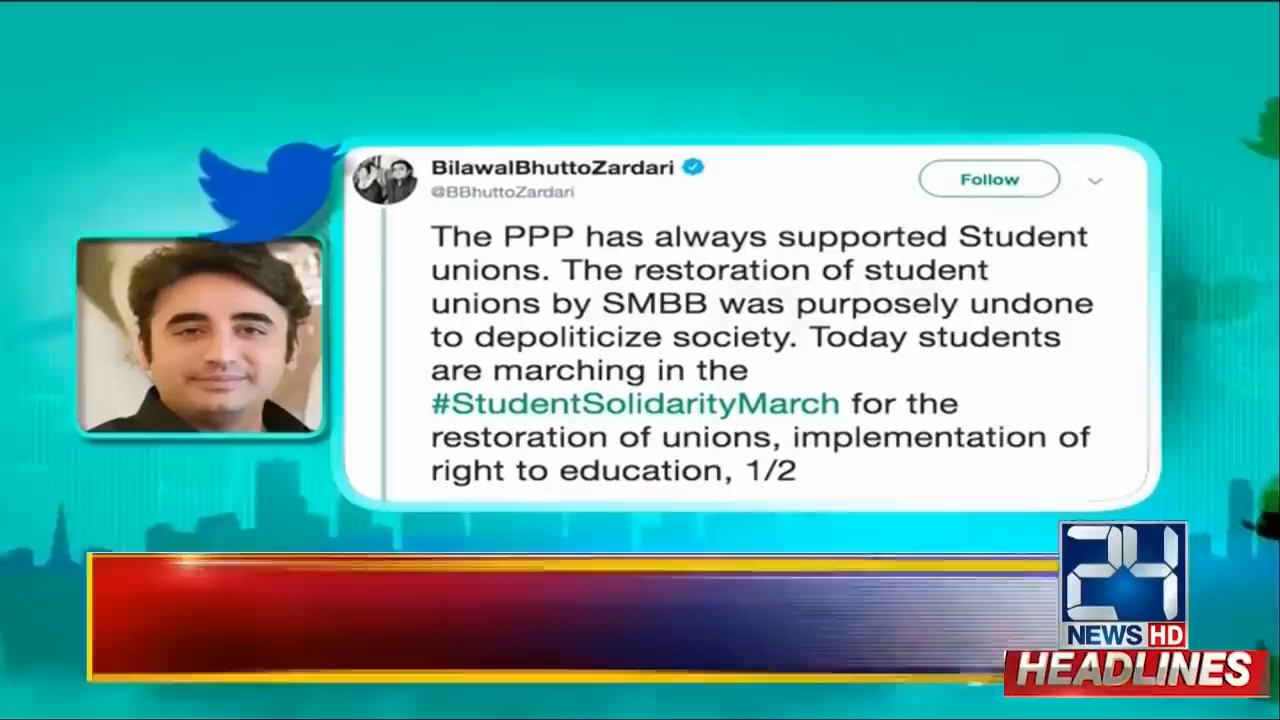 BilawalBhuttoZardari
@BBhuttoZardari
Follow
The PPP has always supported Student
unions. The restoration of student
unions by SMBB was purposely undone
to depoliticize society. Today students
are marching in the
#StudentSolidarityMarch for the
restoration of unions, implementation of
right to education, 1/2
24
NEWS HD
HEADLINES